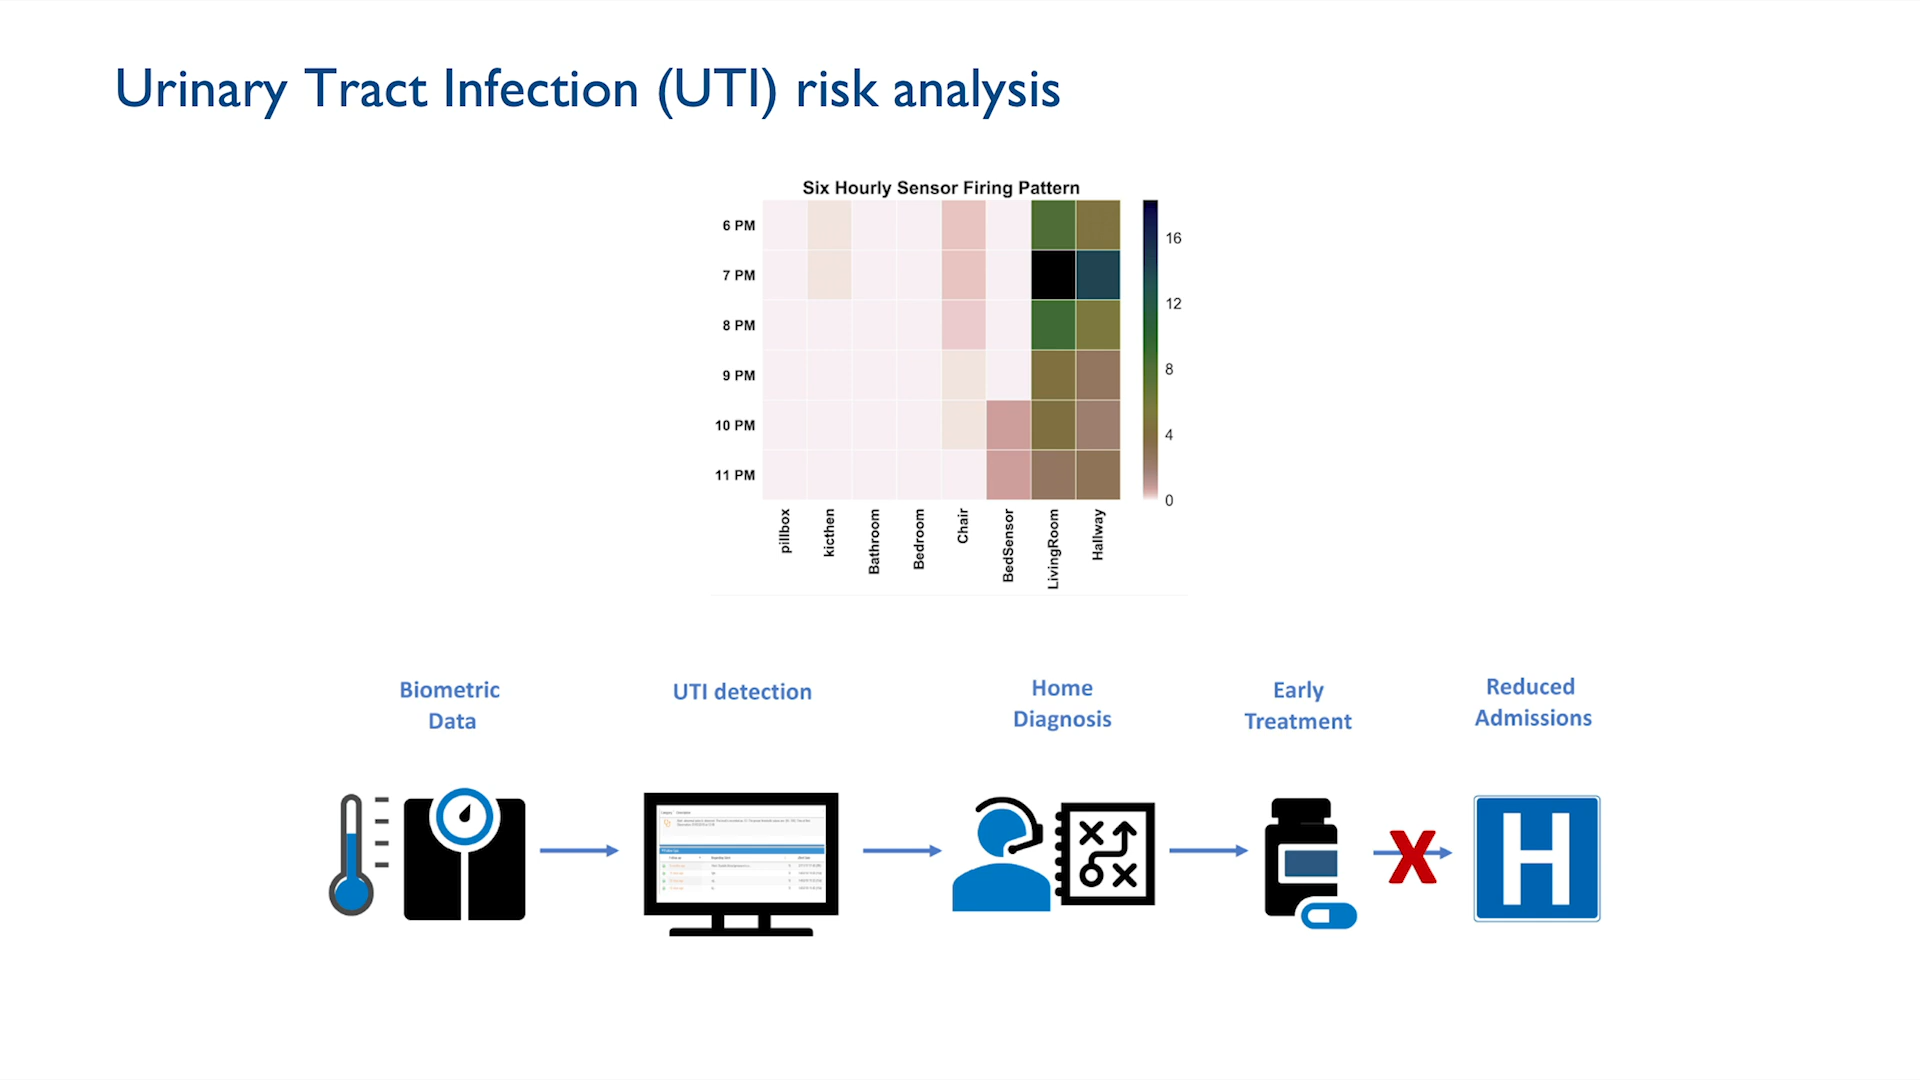 Urinary Tract Infection (UTI) risk analysis
Six Hourly Sensor Firing Pattern
6 PM
7 PM
8 PM
9 PM
10 PM
11 PM
16
12
8
4
0
pillbox
kicthen
Bathroom
Bedroom
Chair
BedSensor
LivingRoom
Hallway
Biometric
Data
UTI detection
Home
Diagnosis
Early
Treatment
Reduced
Admissions
X
H